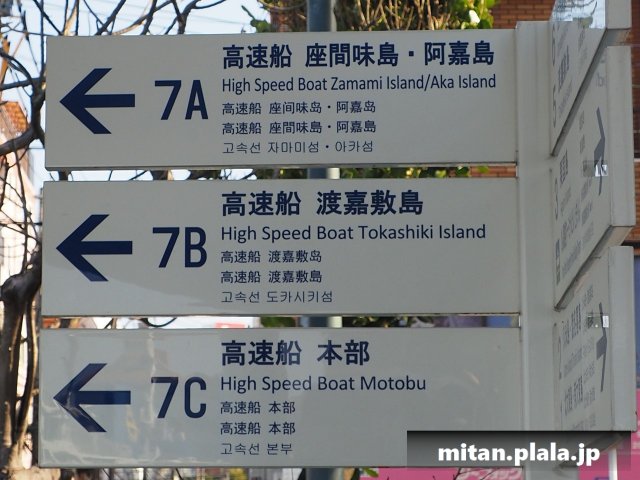 7A
高速船 座間味島・阿嘉島
High Speed Boat Zamami Island/Aka Island
高速船 座间味岛・阿嘉岛
高速船 座間味島・阿嘉島
고속선 자마미섬・아카섬
7B
高速船 渡嘉敷島
High Speed Boat Tokashiki Island
高速船 渡嘉敷岛
高速船 渡嘉敷島
고속선 도카시키섬
7C
高速船 本部
High Speed Boat Motobu
高速船 本部
高速船 本部
고속선 본부
mitan.plala.jp